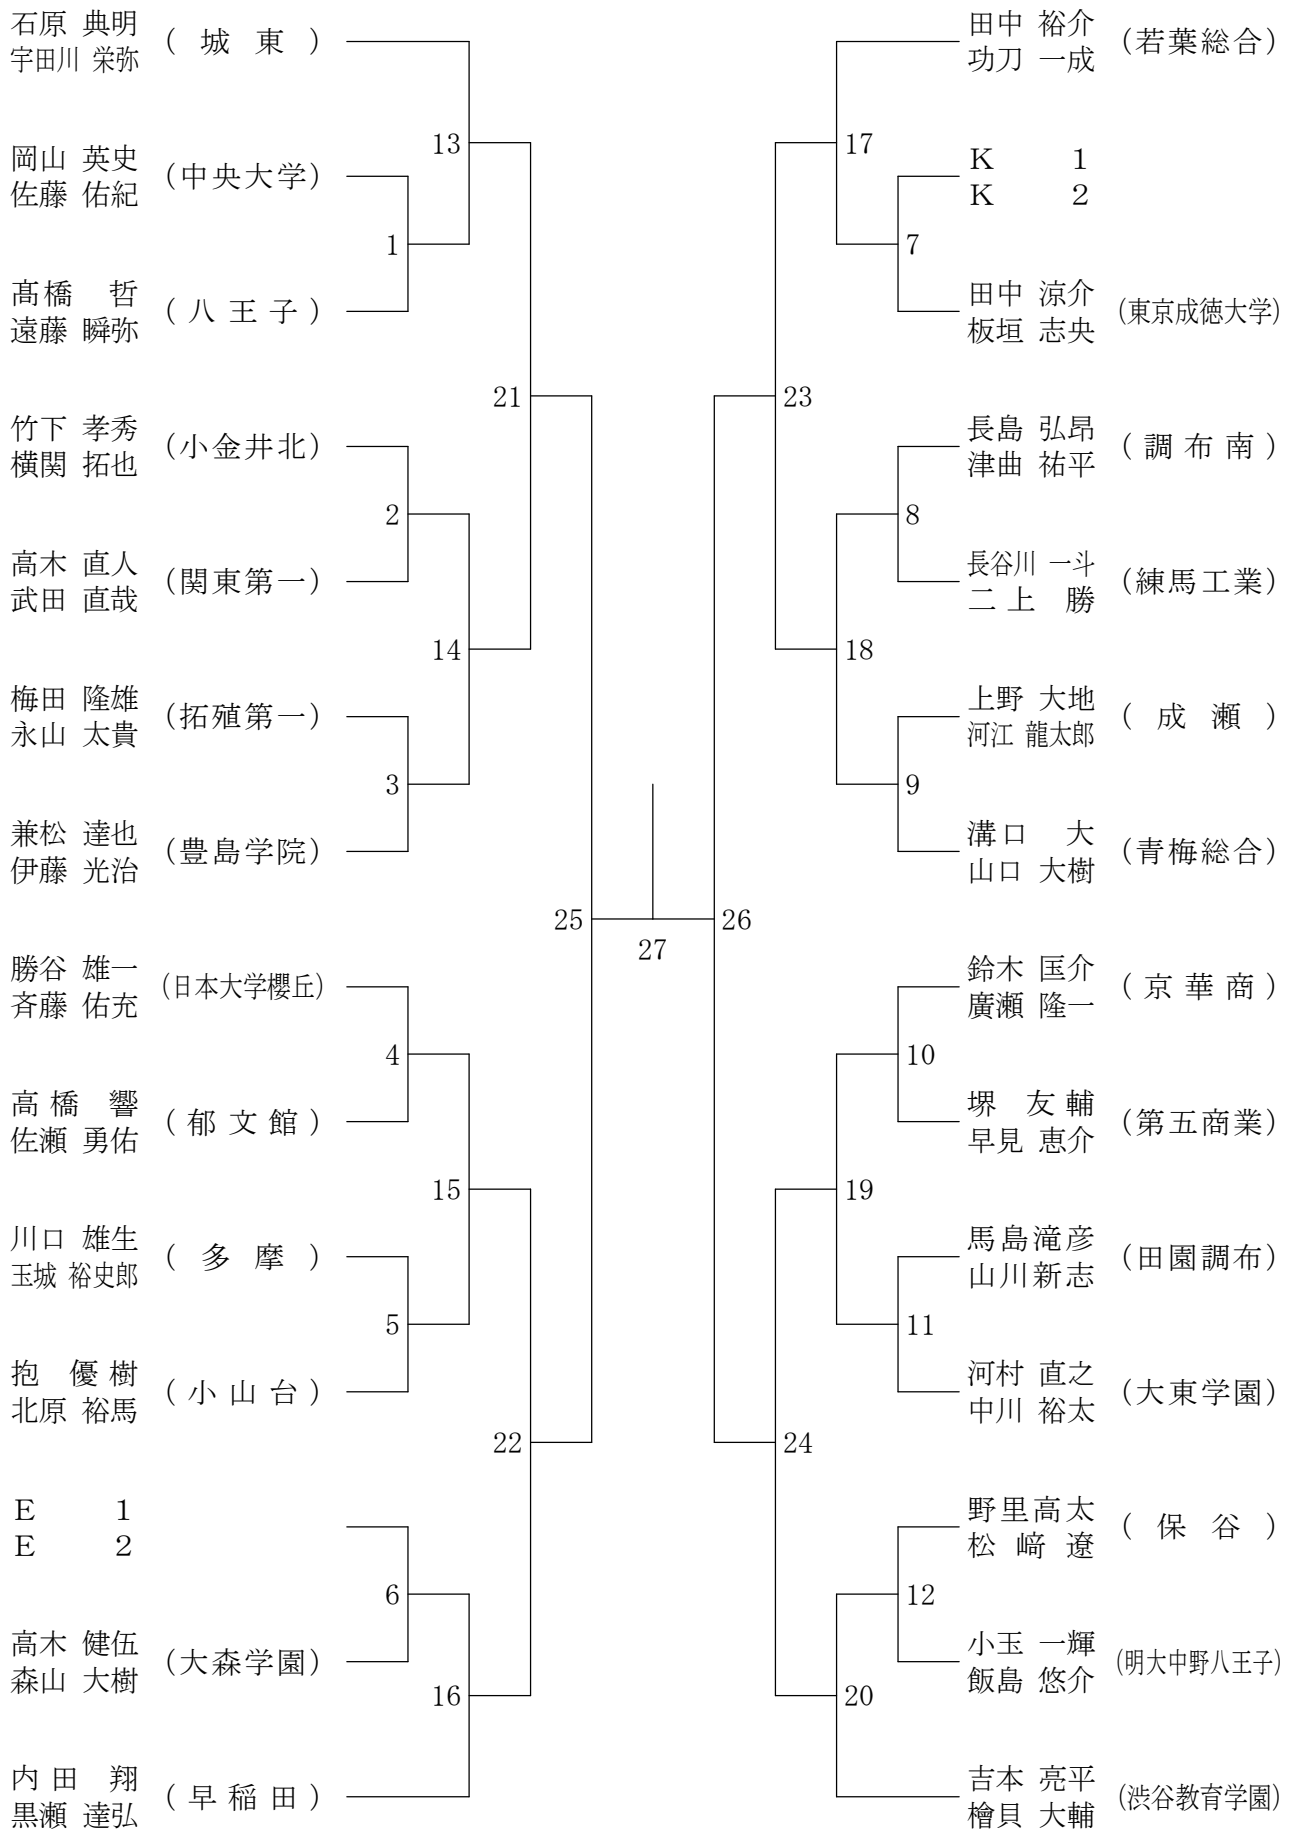 石原 典明
宇田川 栄弥
(城東)
岡山 英史
佐藤 佑紀
(中央大学)
髙橋 哲
遠藤 瞬弥
(八王子)
竹下 孝秀
横関 拓也
(小金井北)
高木 直人
武田 直哉
(関東第一)
梅田 隆雄
永山 太貴
(拓殖第一)
兼松 達也
伊藤 光治
(豊島学院)
勝谷 雄一
斉藤 佑充
(日本大学櫻丘)
高橋 響
佐瀬 勇佑
(郁文館)
川口 雄生
玉城 裕史郎
(多摩)
抱 優樹
北原 裕馬
(小山台)
E 1
E 2
高木 健伍
森山 大樹
(大森学園)
内田 翔
黒瀬 達弘
(早稲田)
1
2
3
4
5
6
13
14
15
16
21
22
25
27
26
23
24
17
18
19
20
7
8
9
10
11
12
田中 裕介
功刀 一成
(若葉総合)
K 1
K 2
田中 涼介
板垣 志央
(東京成徳大学)
長島 弘昂
津曲 祐平
(調布南)
長谷川 一斗
二上 勝
(練馬工業)
上野 大地
河江 龍太郎
(成瀬)
溝口 大
山口 大樹
(青梅総合)
鈴木 匡介
廣瀬 隆一
(京華商)
堺 友輔
早見 恵介
(第五商業)
馬島滝彦
山川新志
(田園調布)
河村 直之
中川 裕太
(大東学園)
野里高太
松﨑 遼
(保谷)
小玉 一輝
飯島 悠介
(明大中野八王子)
吉本 亮平
檜貝 大輔
(渋谷教育学園)